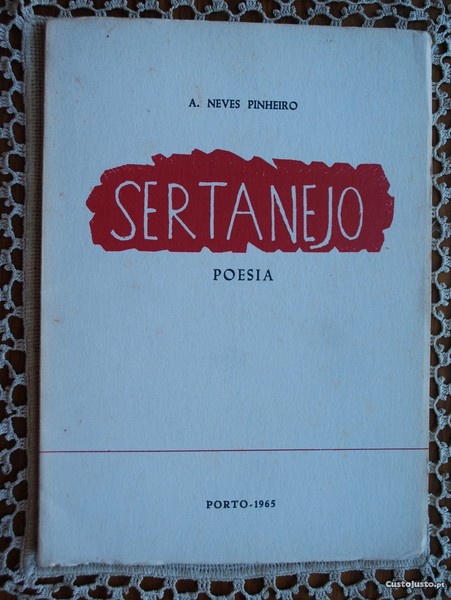 A. NEVES PINHEIRO
SERTANEJO
POESIA
PORTO-1965
CustoJusto.pt